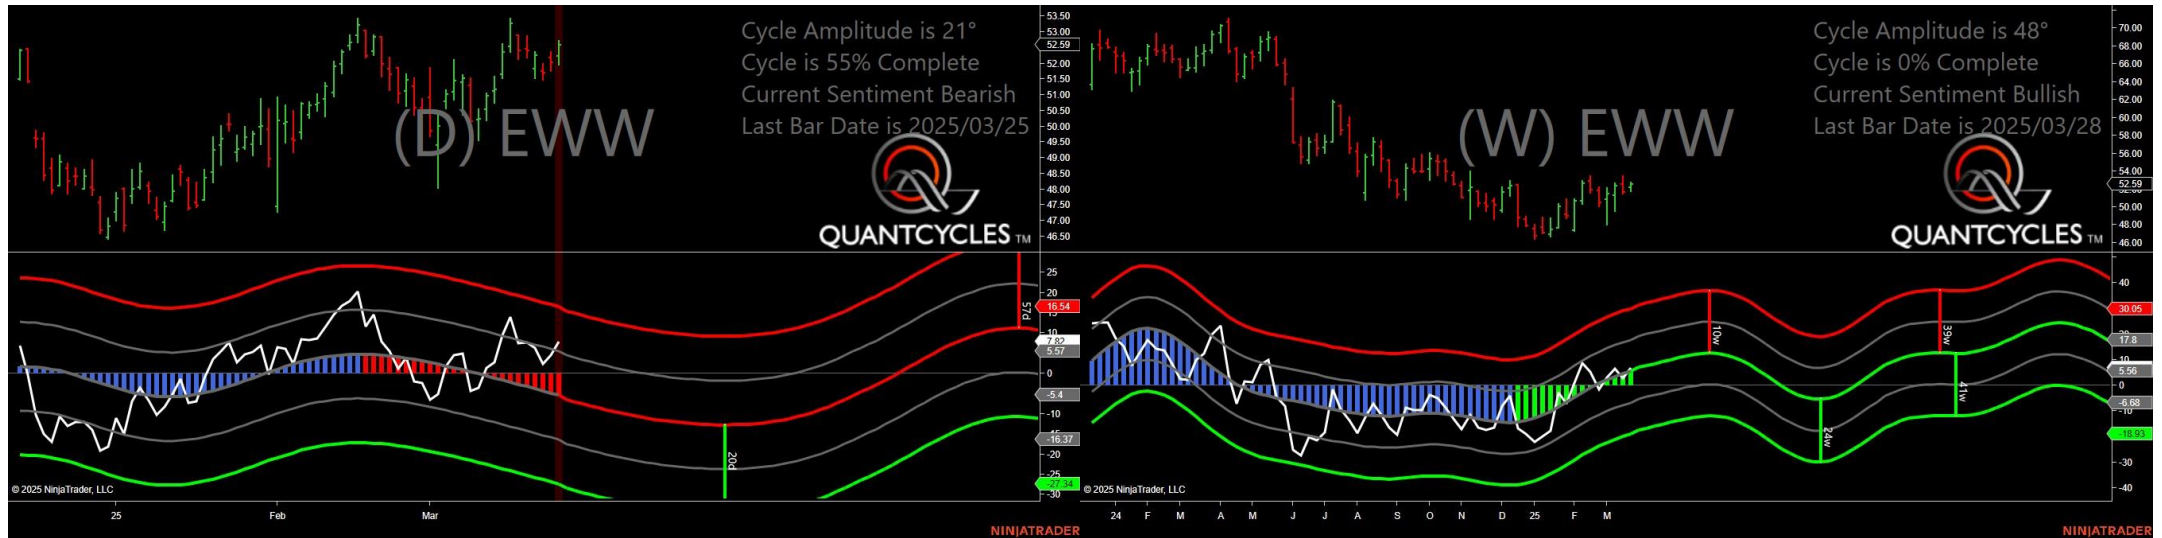 Cycle Amplitude is 21°
Cycle is 55% Complete
Current Sentiment Bearish
Last Bar Date is 2025/03/25
(D) EWW
QUANTCYCLES TM
53.50
53.00
52.59
52.00
51.50
51.00
50.50
50.00
49.50
49.00
48.50
48.00
47.50
47.00
46.50
25
20
16.54
10
7.82
5.57
0
-5.4
-10
-16.37
-20
-25
-27.34
-30
57d
20d
© 2025 NinjaTrader, LLC
25 Feb Mar
NINJATRADER
Cycle Amplitude is 48°
Cycle is 0% Complete
Current Sentiment Bullish
Last Bar Date is 2025/03/28
(W) EWW
QUANTCYCLES TM
70.00
68.00
66.00
64.00
62.00
60.00
58.00
56.00
54.00
52.59
50.00
48.00
46.00
40
30.05
17.8
10
5.56
0
-6.68
-10
-18.93
-30
-40
10w
24w
39w
41w
© 2025 NinjaTrader, LLC
24 F M A M J J A S O N D 25 F M
NINJATRADER